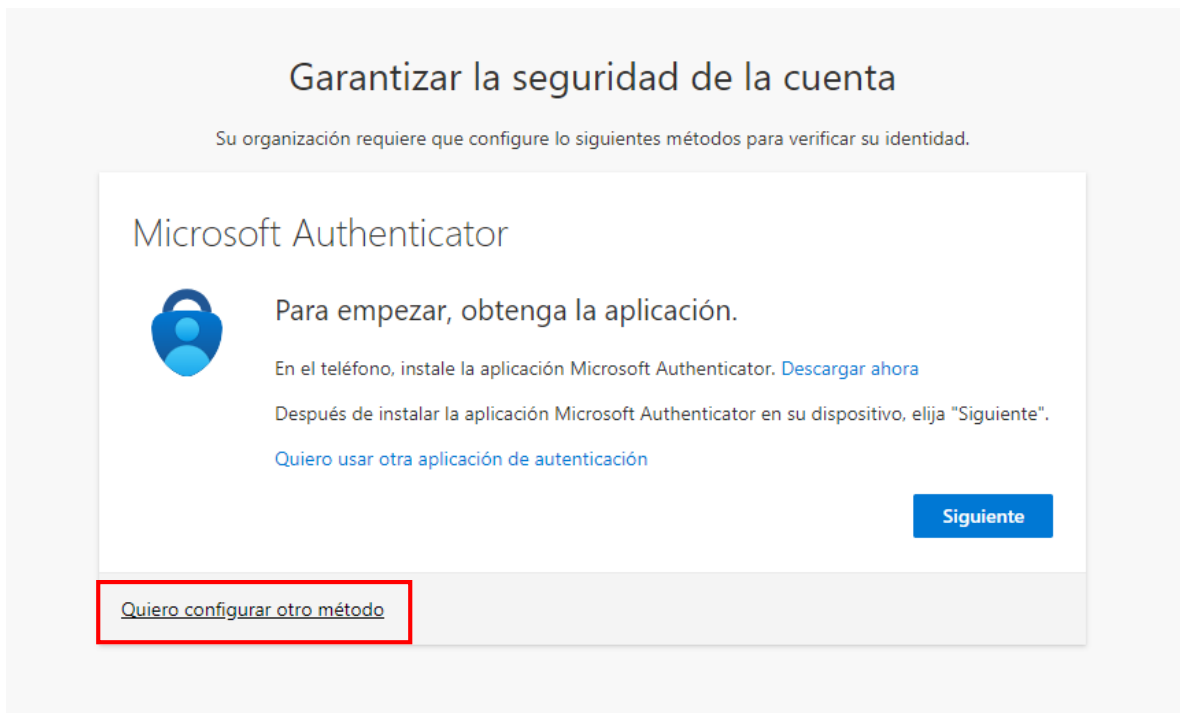 Garantizar la seguridad de la cuenta
Su organización requiere que configure lo siguientes métodos para verificar su identidad.
Microsoft Authenticator
Para empezar, obtenga la aplicación.
En el teléfono, instale la aplicación Microsoft Authenticator. Descargar ahora
Después de instalar la aplicación Microsoft Authenticator en su dispositivo, elija "Siguiente".
Quiero usar otra aplicación de autenticación
Siguiente
Quiero configurar otro método